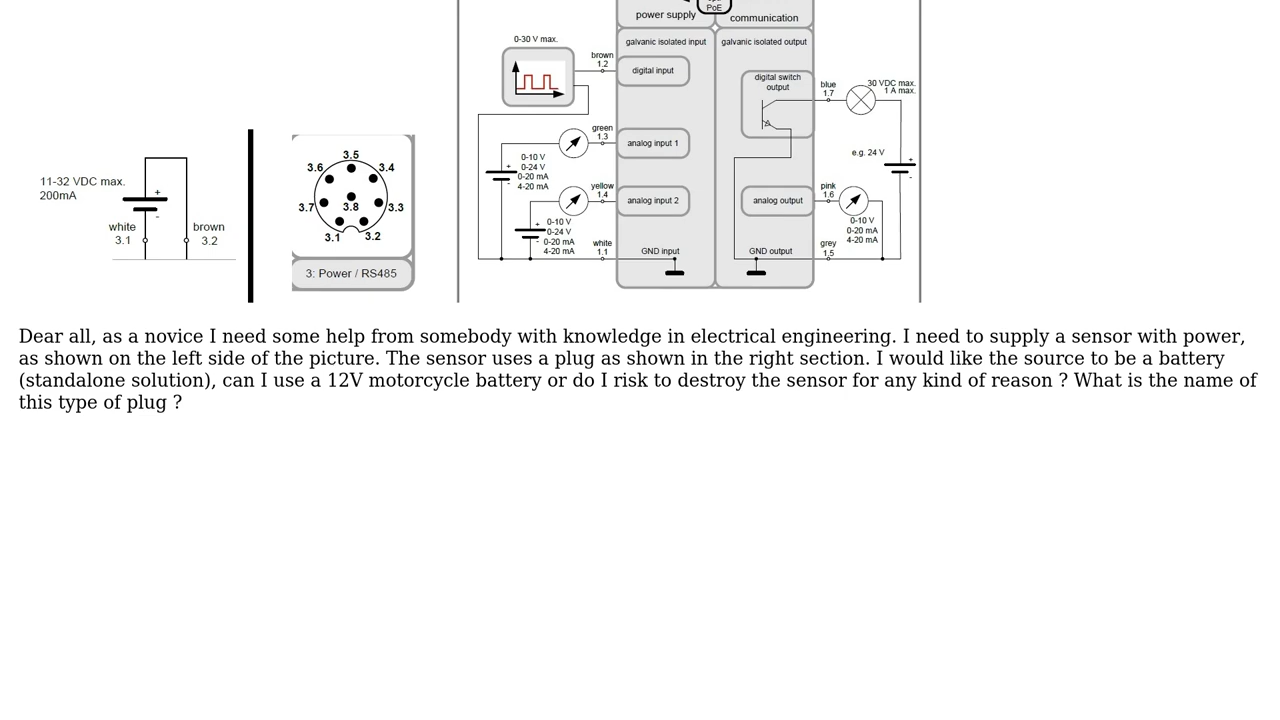 power supply
PoE
communication
0-30 V max.
galvanic isolated input
galvanic isolated output
brown
1.2
digital input
digital switch
output
blue
1.7
30 VDC max.
1 A max.
green
1.3
analog input 1
0-10 V
0-24 V
0-20 mA
4-20 mA
+
-
e.g. 24 V
+
-
3.5
3.6
3.4
3.7
3.8
3.3
3.1
3.2
3: Power / RS485
11-32 VDC max.
200mA
+
-
white
3.1
brown
3.2
yellow
1.4
analog input 2
pink
1.6
analog output
+
-
0-10 V
0-24 V
0-20 mA
4-20 mA
0-10 V
0-20 mA
4-20 mA
white
1.1
GND input
GND output
grey
1.5
Dear all, as a novice I need some help from somebody with knowledge in electrical engineering. I need to supply a sensor with power,
as shown on the left side of the picture. The sensor uses a plug as shown in the right section. I would like the source to be a battery
(standalone solution), can I use a 12V motorcycle battery or do I risk to destroy the sensor for any kind of reason ? What is the name of
this type of plug ?